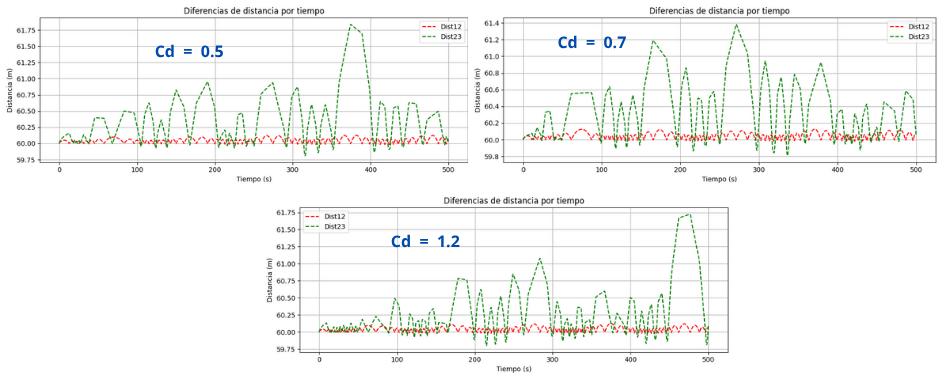 Diferencias de distancia por tiempo
Cd = 0.5
Dist12
Dist23
Distancia (m)
61.75
61.50
61.25
61.00
60.75
60.50
60.25
60.00
59.75
0 100 200 300 400 500
Tiempo (s)
Diferencias de distancia por tiempo
Cd = 0.7
Dist12
Dist23
Distancia (m)
61.4
61.2
61.0
60.8
60.6
60.4
60.2
60.0
59.8
0 100 200 300 400 500
Tiempo (s)
Diferencias de distancia por tiempo
Dist12
Dist23
Cd = 1.2
Distancia (m)
61.75
61.50
61.25
61.00
60.75
60.50
60.25
60.00
59.75
0 100 200 300 400 500
Tiempo (s)